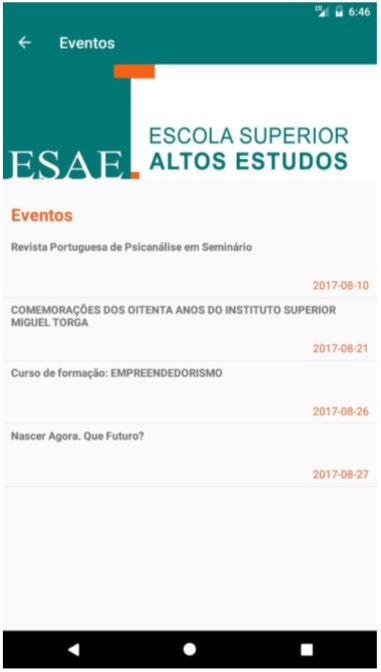 6:46
Eventos
ESAE
ESCOLA SUPERIOR
ALTOS ESTUDOS
Eventos
Revista Portuguesa de Psicanálise em Seminário
2017-08-10
COMEMORAÇÕES DOS OITENTA ANOS DO INSTITUTO SUPERIOR
MIGUEL TORGA
2017-08-21
Curso de formação: EMPREENDEDORISMO
2017-08-26
Nascer Agora. Que Futuro?
2017-08-27